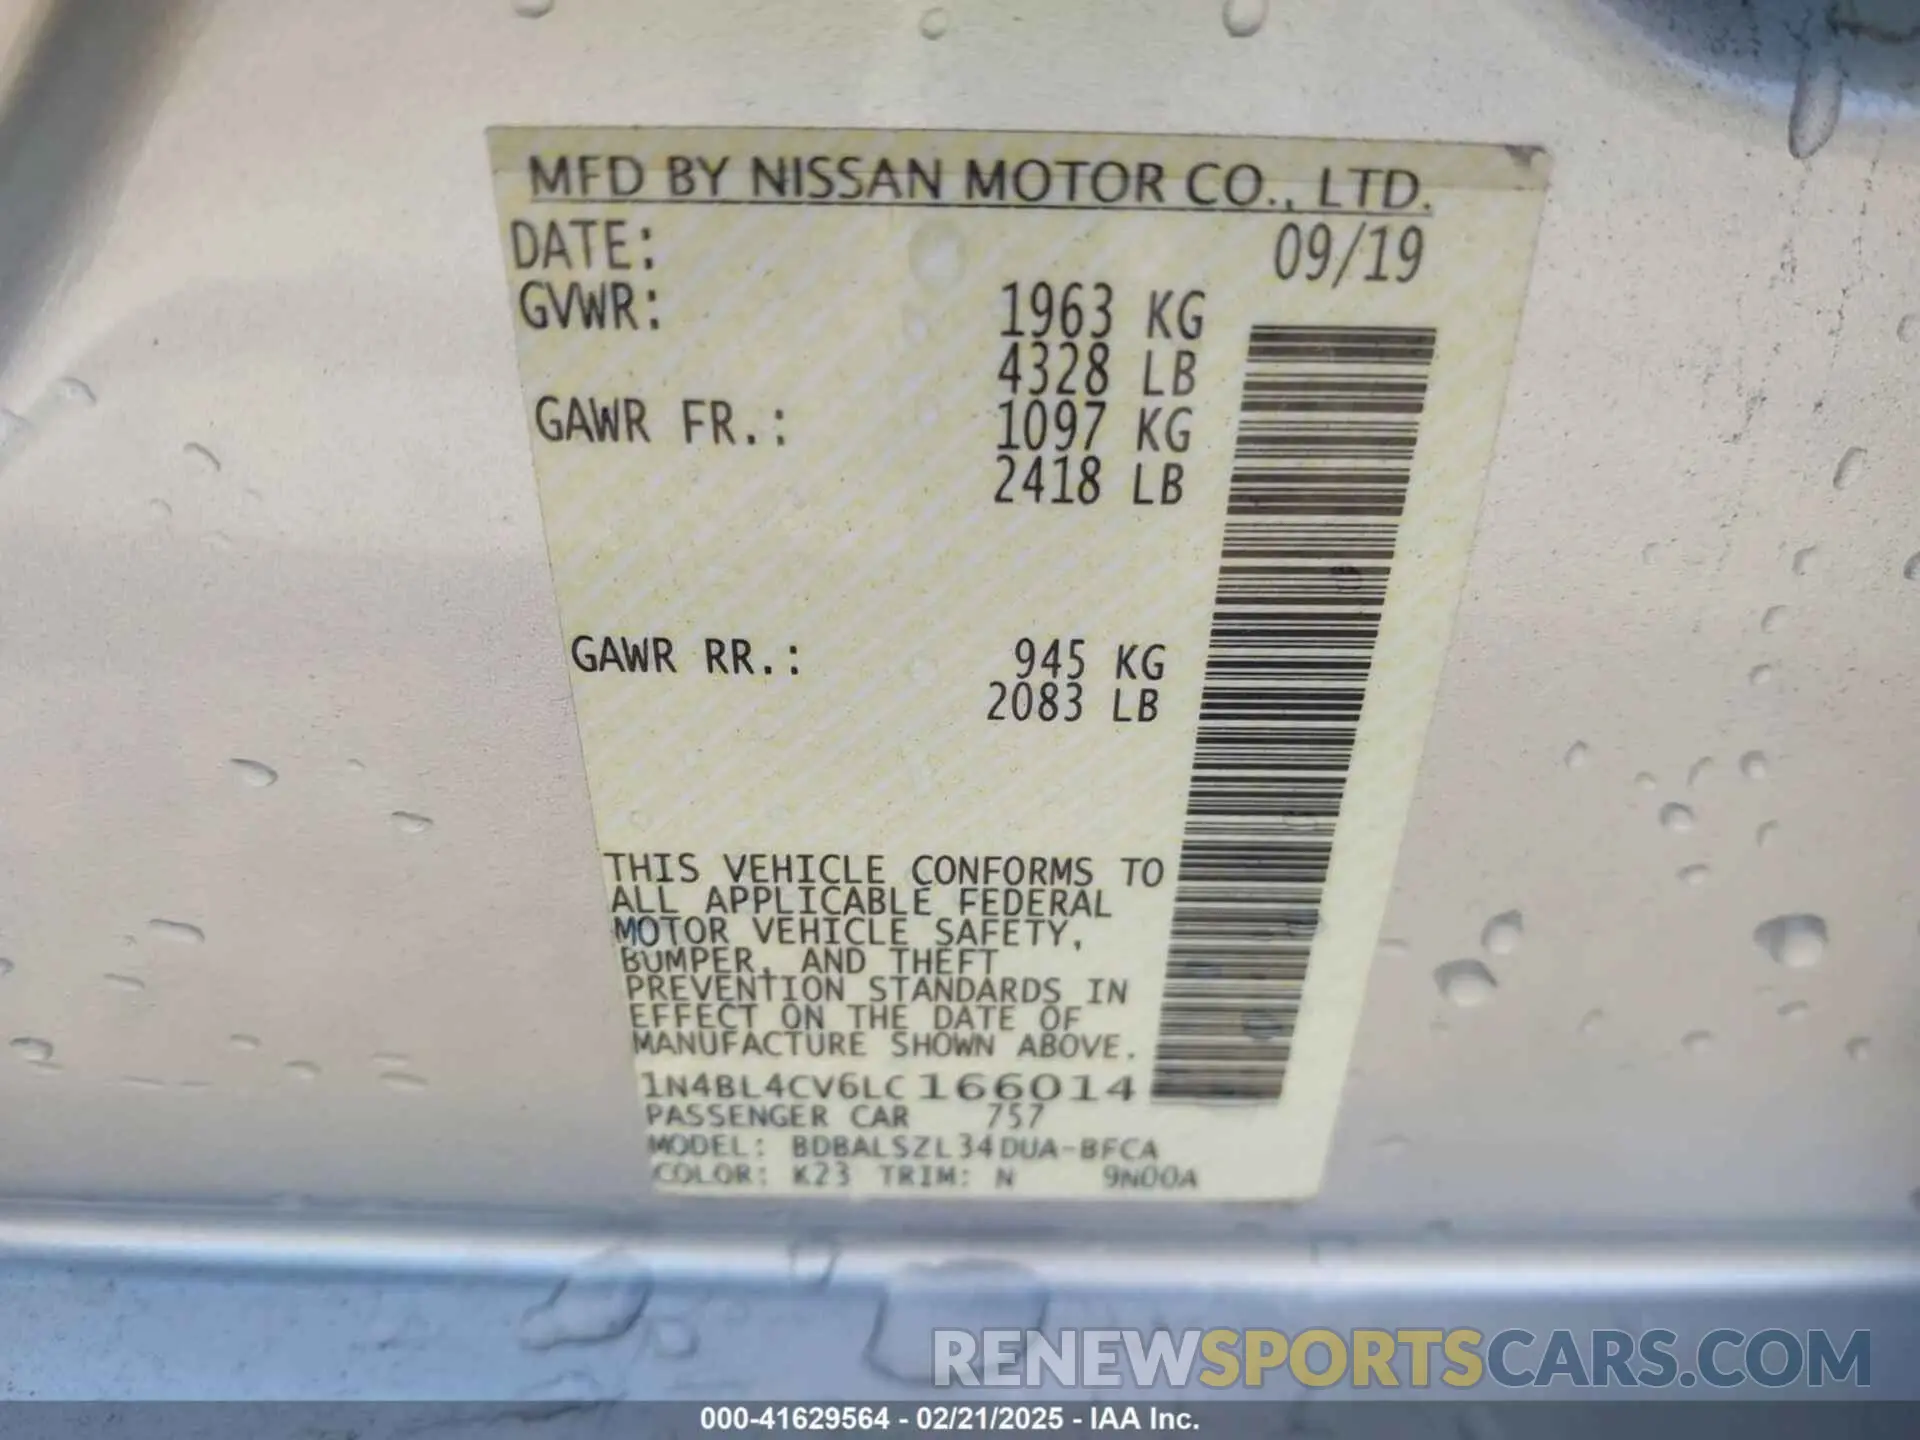 MFD BY NISSAN MOTOR CO., LTD.
DATE: 09/19
GVWR: 1963 KG
4328 LB
GAWR FR.: 1097 KG
2418 LB
GAWR RR.: 945 KG
2083 LB
THIS VEHICLE CONFORMS TO
ALL APPLICABLE FEDERAL
MOTOR VEHICLE SAFETY,
BUMPER, AND THEFT
PREVENTION STANDARDS IN
EFFECT ON THE DATE OF
MANUFACTURE SHOWN ABOVE.
1N4BL4CV6LC166014
PASSENGER CAR 757
MODEL: BDBALSZL34DUA-BFCA
COLOR: K23 TRIM: N 9N00A
RENEWSPORTSCARS.COM
000-41629564 - 02/21/2025 - IAA Inc.